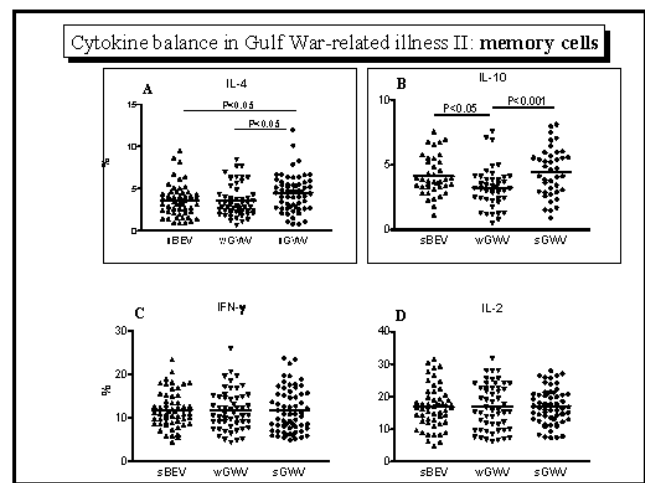 Cytokine balance in Gulf War-related illness II: memory cells
A
IL-4
P<0.05
P<0.05
15
10
5
0
%
sBEV wGWV sGWV
B
IL-10
P<0.05
P<0.001
10
5
0
sBEV wGWV sGWV
C
IFN-γ
30
20
10
0
%
sBEV wGWV sGWV
D
IL-2
40
30
20
10
0
sBEV wGWV sGWV